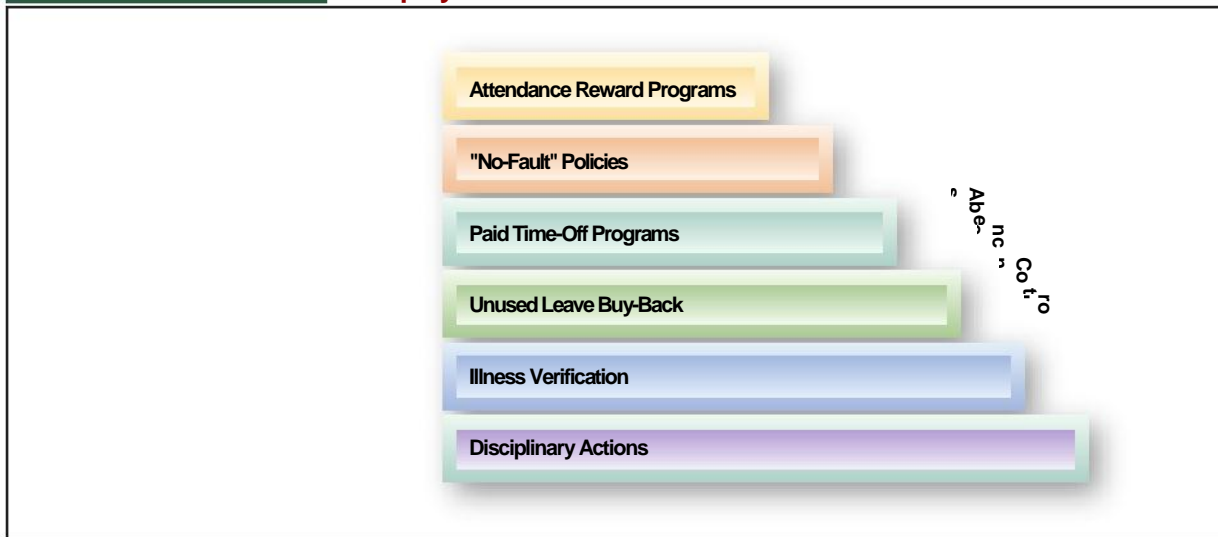 Attendance Reward Programs
"No-Fault" Policies
Paid Time-Off Programs
Unused Leave Buy-Back
Illness Verification
Disciplinary Actions